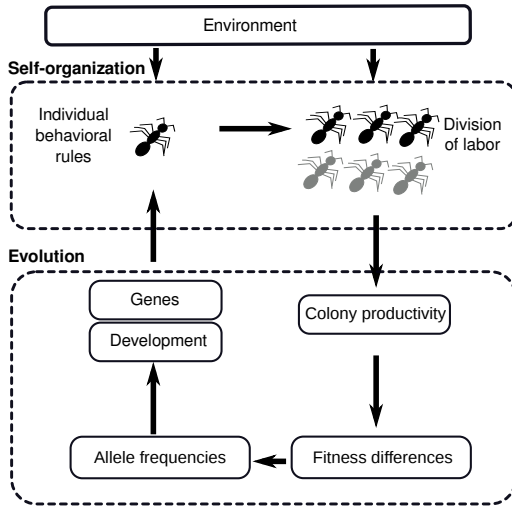 Environment
Self-organization
Individual
behavioral
rules
Division
of labor
Evolution
Genes
Development
Colony productivity
Allele frequencies
Fitness differences